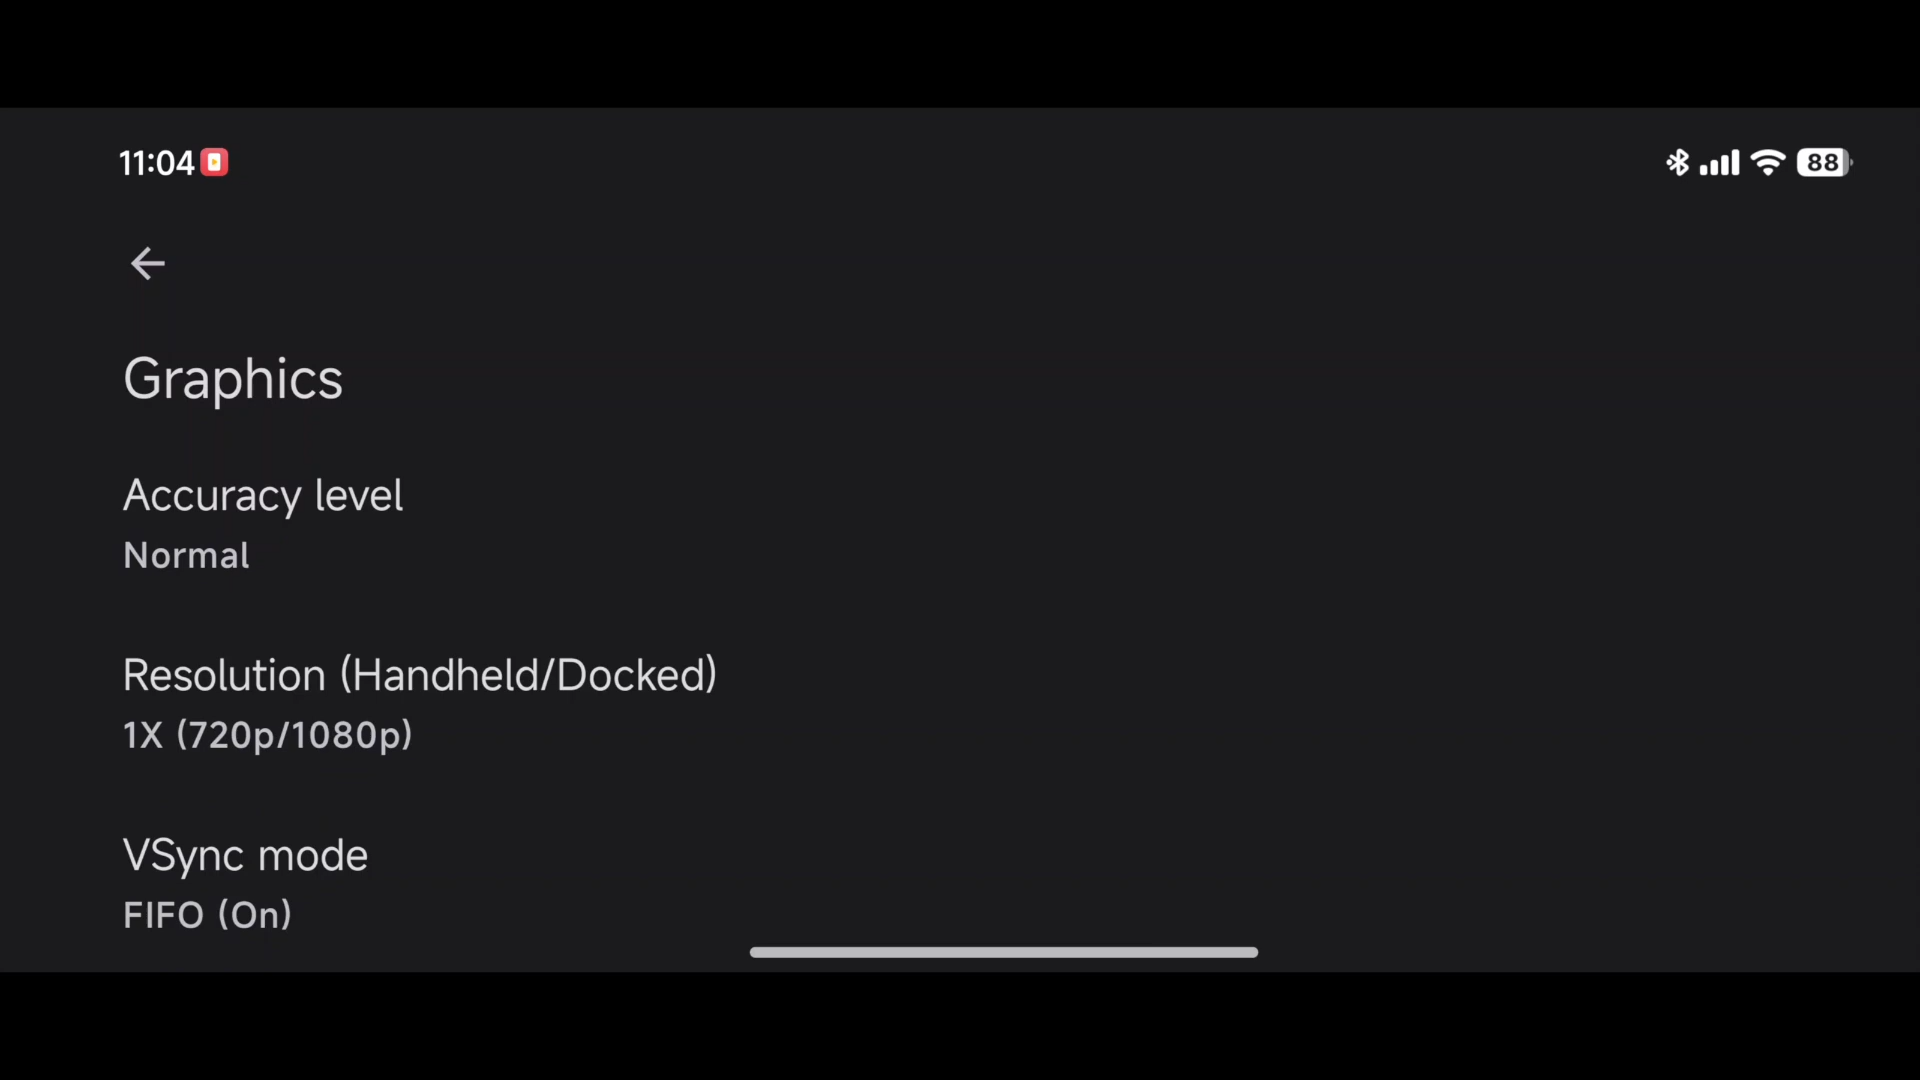 11:04
88
Graphics
Accuracy level
Normal
Resolution (Handheld/Docked)
1X (720p/1080p)
VSync mode
FIFO (On)